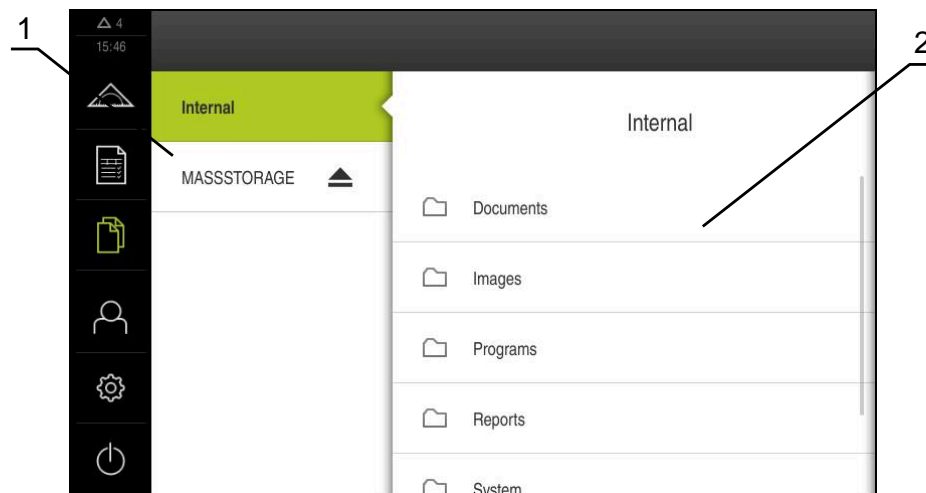 1
4
15:46
2
Internal
Internal
MASSSTORAGE
Documents
Images
Programs
Reports
System